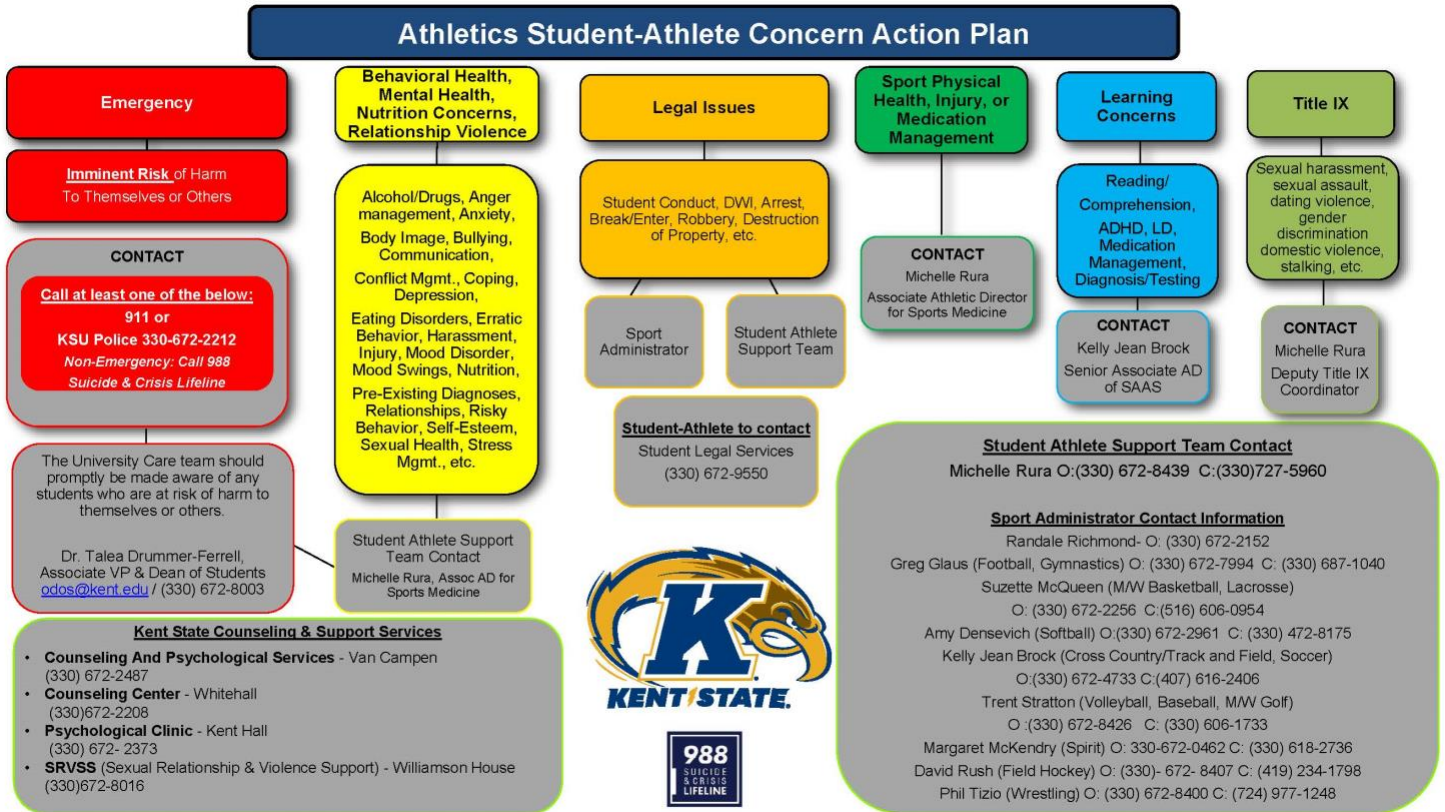 Athletics Student-Athlete Concern Action Plan
Emergency
Imminent Risk of Harm
To Themselves or Others
CONTACT
Call at least one of the below:
911 or
KSU Police 330-672-2212
Non-Emergency: Call 988
Suicide & Crisis Lifeline
The University Care team should
promptly be made aware of any
students who are at risk of harm to
themselves or others.
Dr. Talea Drummer-Ferrell,
Associate VP & Dean of Students
odos@kent.edu / (330) 672-8003
Behavioral Health,
Mental Health,
Nutrition Concerns,
Relationship Violence
Alcohol/Drugs, Anger
management, Anxiety,
Body Image, Bullying,
Communication,
Conflict Mgmt., Coping,
Depression,
Eating Disorders, Erratic
Behavior, Harassment,
Injury, Mood Disorder,
Mood Swings, Nutrition,
Pre-Existing Diagnoses,
Relationships, Risky
Behavior, Self-Esteem,
Sexual Health, Stress
Mgmt., etc.
Student Athlete Support
Team Contact
Michelle Rura, Assoc AD for
Sports Medicine
Legal Issues
Student Conduct, DWI, Arrest,
Break/Enter, Robbery, Destruction
of Property, etc.
Sport
Administrator
Student Athlete
Support Team
Student-Athlete to contact
Student Legal Services
(330) 672-9550
Sport Physical
Health, Injury, or
Medication
Management
CONTACT
Michelle Rura
Associate Athletic Director
for Sports Medicine
Learning
Concerns
Reading/
Comprehension,
ADHD, LD,
Medication
Management,
Diagnosis/Testing
CONTACT
Kelly Jean Brock
Senior Associate AD
of SAAS
Title IX
Sexual harassment,
sexual assault,
dating violence,
gender
discrimination
domestic violence,
stalking, etc.
CONTACT
Michelle Rura
Deputy Title IX
Coordinator
Kent State Counseling & Support Services
• Counseling And Psychological Services - Van Campen
(330) 672-2487
• Counseling Center - Whitehall
(330)672-2208
• Psychological Clinic - Kent Hall
(330) 672- 2373
• SRVSS (Sexual Relationship & Violence Support) - Williamson House
(330)672-8016
K
KENT STATE.
988
SUICIDE
& CRISIS
LIFELINE
Student Athlete Support Team Contact
Michelle Rura O:(330) 672-8439 C:(330)727-5960
Sport Administrator Contact Information
Randale Richmond- O: (330) 672-2152
Greg Glaus (Football, Gymnastics) O: (330) 672-7994 C: (330) 687-1040
Suzette McQueen (M/W Basketball, Lacrosse)
O: (330) 672-2256 C:(516) 606-0954
Amy Densevich (Softball) O:(330) 672-2961 C: (330) 472-8175
Kelly Jean Brock (Cross Country/Track and Field, Soccer)
O:(330) 672-4733 C:(407) 616-2406
Trent Stratton (Volleyball, Baseball, M/W Golf)
O :(330) 672-8426 C: (330) 606-1733
Margaret McKendry (Spirit) O: 330-672-0462 C: (330) 618-2736
David Rush (Field Hockey) O: (330)- 672- 8407 C: (419) 234-1798
Phil Tizio (Wrestling) O: (330) 672-8400 C: (724) 977-1248